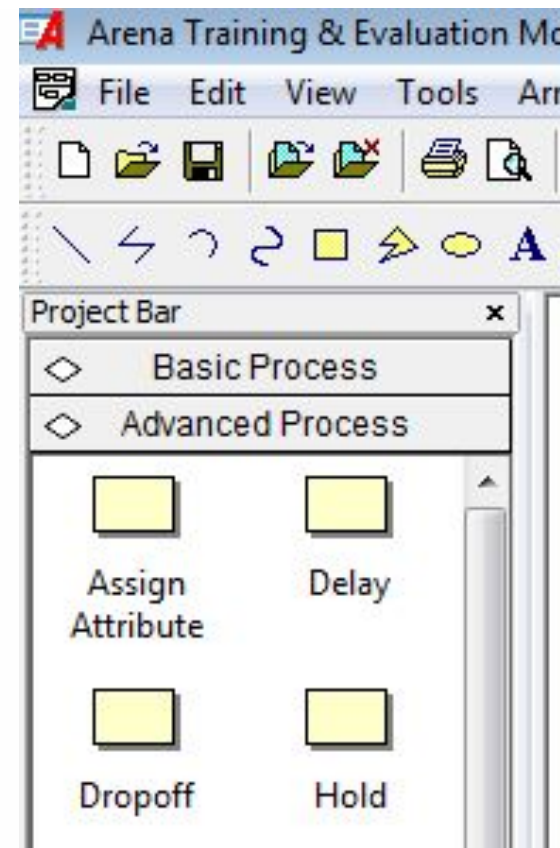 Arena Training & Evaluation Mo
File Edit View Tools Arr
A
Project Bar
Basic Process
Advanced Process
Assign Attribute
Delay
Dropoff
Hold